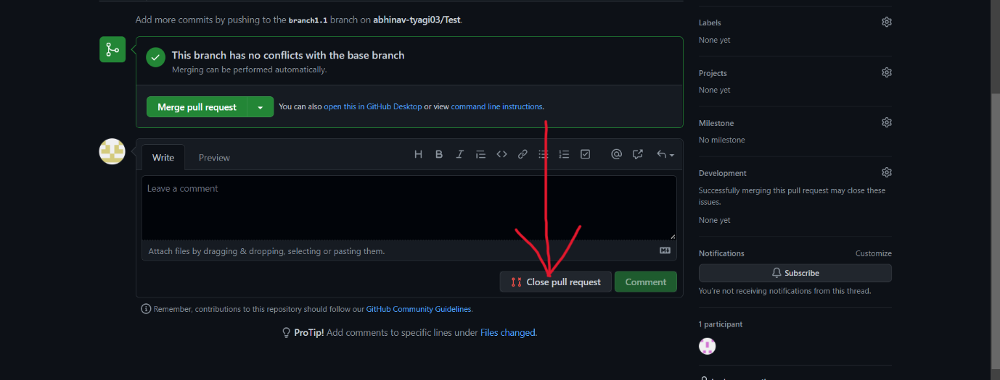 Add more commits by pushing to the branch1.1 branch on abhinav-tyagi03/Test.
This branch has no conflicts with the base branch
Merging can be performed automatically.
Merge pull request
You can also open this in GitHub Desktop or view command line instructions.
Write
Preview
Leave a comment
Attach files by dragging & dropping, selecting or pasting them.
Close pull request
Comment
Remember, contributions to this repository should follow our GitHub Community Guidelines.
ProTip! Add comments to specific lines under Files changed.
Labels
None yet
Projects
None yet
Milestone
No milestone
Development
Successfully merging this pull request may close these
issues.
None yet
Notifications
Customize
Subscribe
You're not receiving notifications from this thread.
1 participant